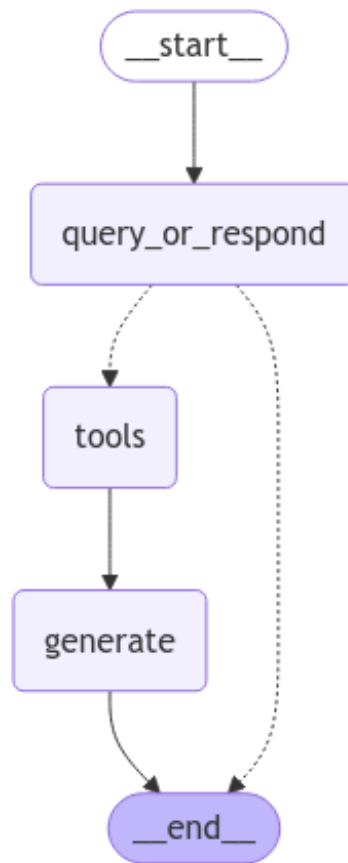 __start__
query_or_respond
tools
generate
__end__